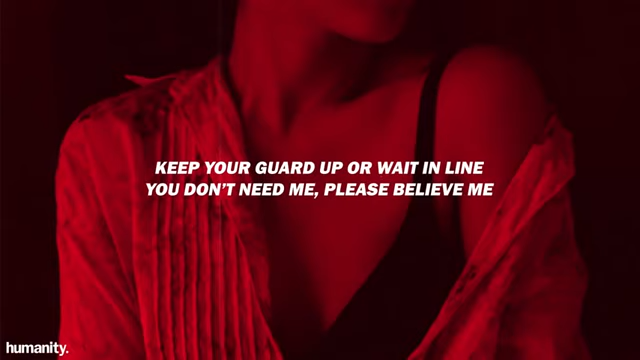 KEEP YOUR GUARD UP OR WAIT IN LINE
YOU DON'T NEED ME, PLEASE BELIEVE ME
humanity.